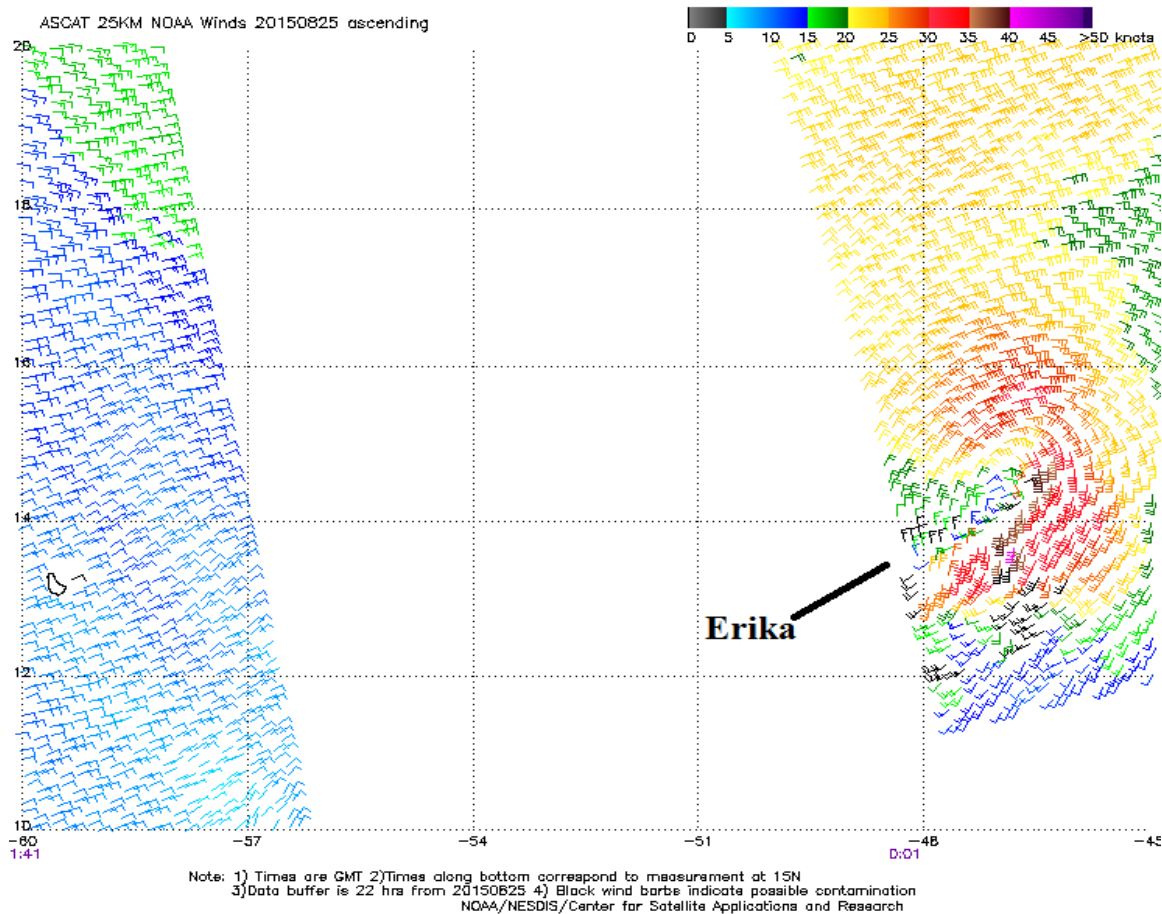 ASCAT 25KM NOAA Winds 20150825 ascending
0 5 10 15 20 25 30 35 40 45 >50 knots
20
18
16
14
Erika
12
10
-60 -57 -54 -51 -48 -45
1:41 0:01
Note: 1) Times are GMT 2)Times along bottom correspond to measurement at 15N
3)Data buffer is 22 hrs from 20150825 4) Black wind barbs indicate possible contamination
NOAA/NESDIS/Center for Satellite Applications and Research